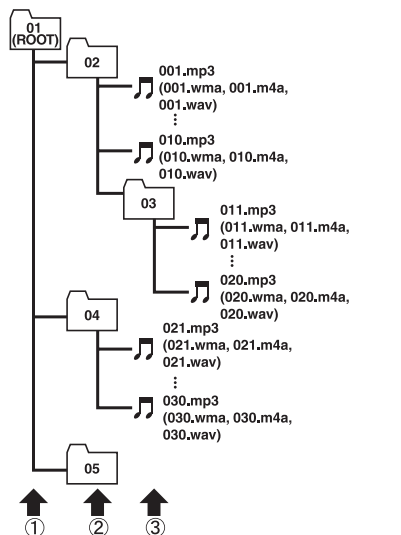 01
(ROOT)
02
001.mp3
(001.wma, 001.m4a,
001.wav)
010.mp3
(010.wma, 010.m4a,
010.wav)
03
011.mp3
(011.wma, 011.m4a,
011.wav)
020.mp3
(020.wma, 020.m4a,
020.wav)
04
021.mp3
(021.wma, 021.m4a,
021.wav)
030.mp3
(030.wma, 030.m4a,
030.wav)
05
① ② ③